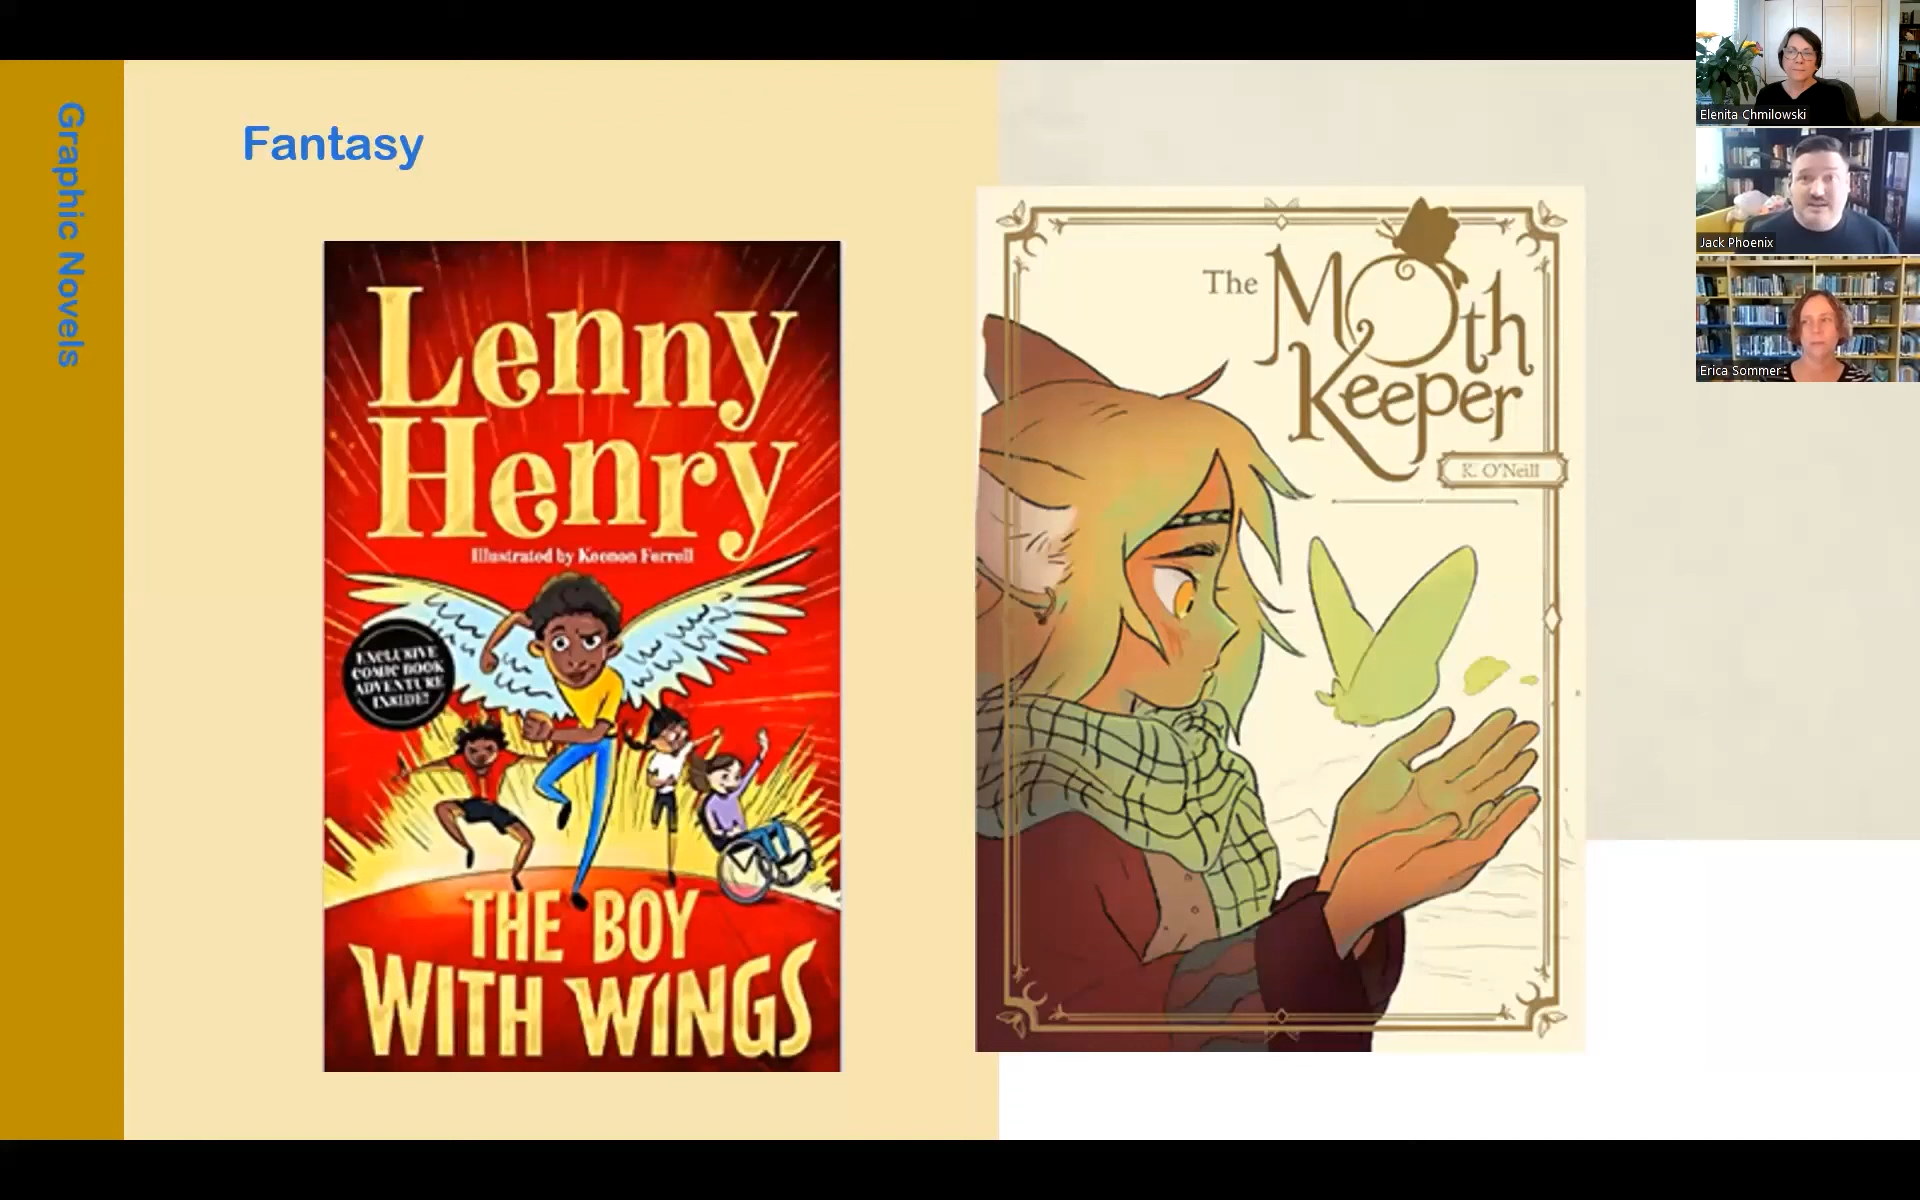 Graphic Novels
Fantasy
Lenny
Henry
Illustrated by Keenon Ferrell
EXCLUSIVE
COMIC BOOK
ADVENTURE
INSIDE!
THE BOY
WITH WINGS
The Moth
Keeper
K. O'Neill
Elenita Chmilowski
Jack Phoenix
Erica Sommer